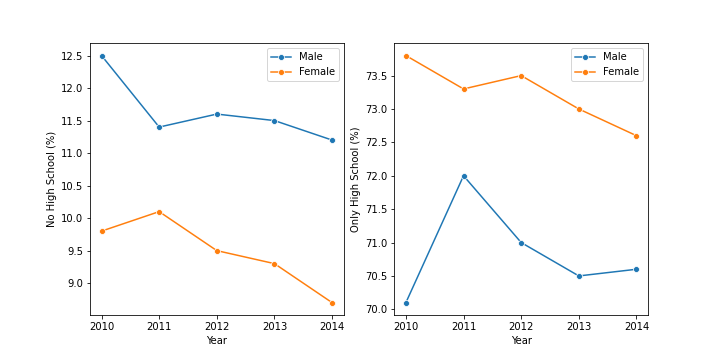 No High School (%)
12.5
12.0
11.5
11.0
10.5
10.0
9.5
9.0
2010 2011 2012 2013 2014
Year
Male
Female
Only High School (%)
73.5
73.0
72.5
72.0
71.5
71.0
70.5
70.0
2010 2011 2012 2013 2014
Year
Male
Female